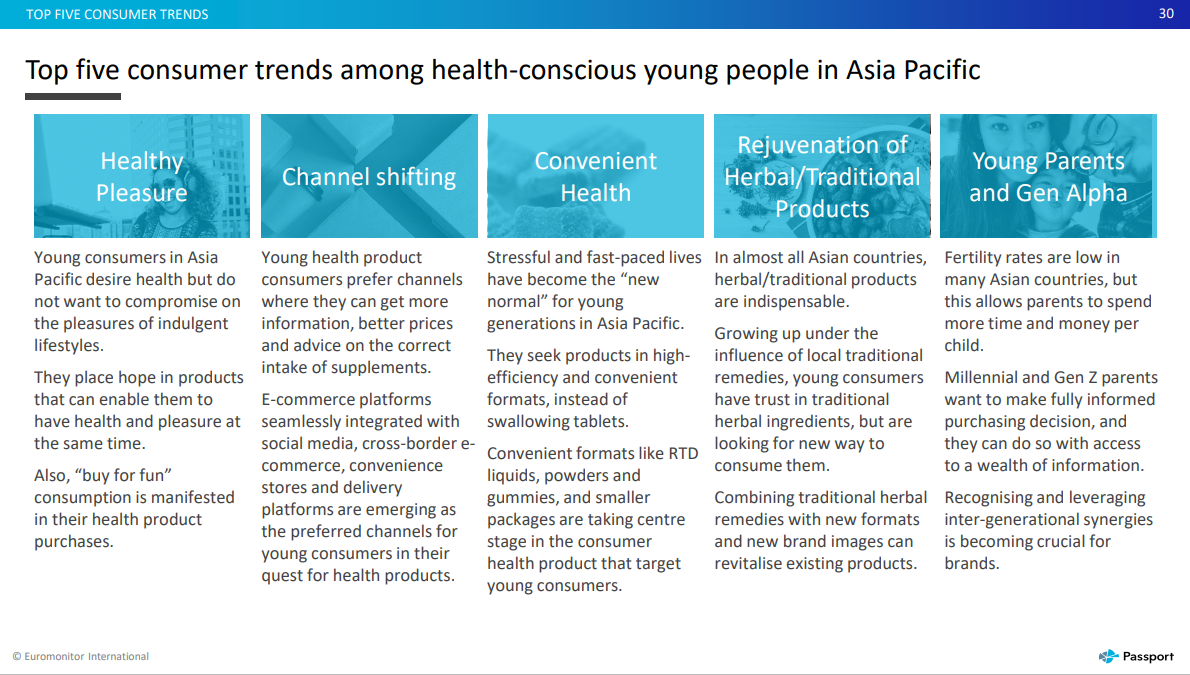 TOP FIVE CONSUMER TRENDS
30
Top five consumer trends among health-conscious young people in Asia Pacific
Healthy
Pleasure
Young consumers in Asia
Pacific desire health but do
not want to compromise on
the pleasures of indulgent
lifestyles.
They place hope in products
that can enable them to
have health and pleasure at
the same time.
Also, “buy for fun”
consumption is manifested
in their health product
purchases.
Channel shifting
Young health product
consumers prefer channels
where they can get more
information, better prices
and advice on the correct
intake of supplements.
E-commerce platforms
seamlessly integrated with
social media, cross-border e-
commerce, convenience
stores and delivery
platforms are emerging as
the preferred channels for
young consumers in their
quest for health products.
Convenient
Health
Stressful and fast-paced lives
have become the “new
normal” for young
generations in Asia Pacific.
They seek products in high-
efficiency and convenient
formats, instead of
swallowing tablets.
Convenient formats like RTD
liquids, powders and
gummies, and smaller
packages are taking centre
stage in the consumer
health product that target
young consumers.
Rejuvenation of
Herbal/Traditional
Products
In almost all Asian countries,
herbal/traditional products
are indispensable.
Growing up under the
influence of local traditional
remedies, young consumers
have trust in traditional
herbal ingredients, but are
looking for new way to
consume them.
Combining traditional herbal
remedies with new formats
and new brand images can
revitalise existing products.
Young Parents
and Gen Alpha
Fertility rates are low in
many Asian countries, but
this allows parents to spend
more time and money per
child.
Millennial and Gen Z parents
want to make fully informed
purchasing decision, and
they can do so with access
to a wealth of information.
Recognising and leveraging
inter-generational synergies
is becoming crucial for
brands.
© Euromonitor International
Passport